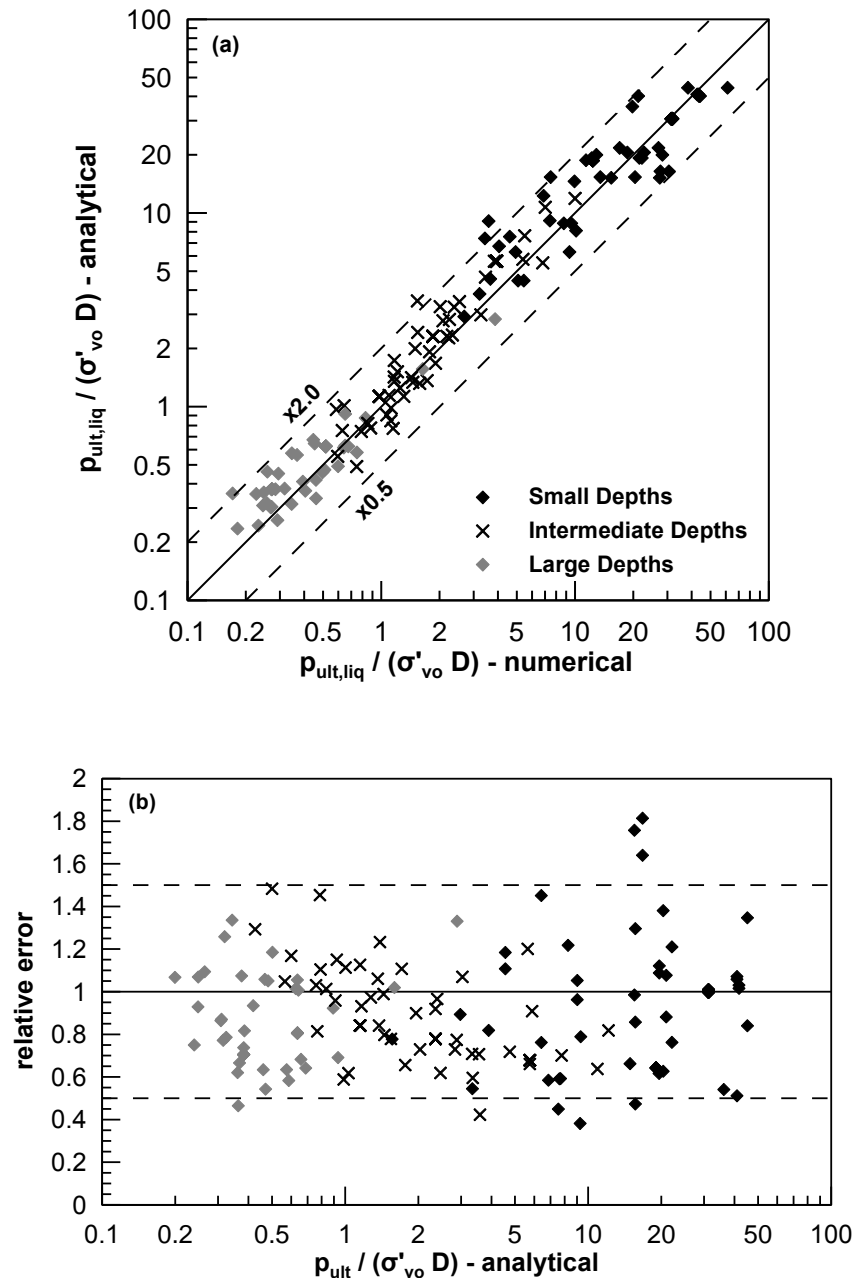 (a)
100
50
20
10
5
2
1
0.5
0.2
0.1
p_ult,liq / (σ'_vo D) - analytical
x2.0
x0.5
Small Depths
Intermediate Depths
Large Depths
0.1 0.2 0.5 1 2 5 10 20 50 100
p_ult,liq / (σ'_vo D) - numerical
(b)
2
1.8
1.6
1.4
1.2
1
0.8
0.6
0.4
0.2
0
relative error
0.1 0.2 0.5 1 2 5 10 20 50 100
p_ult / (σ'_vo D) - analytical